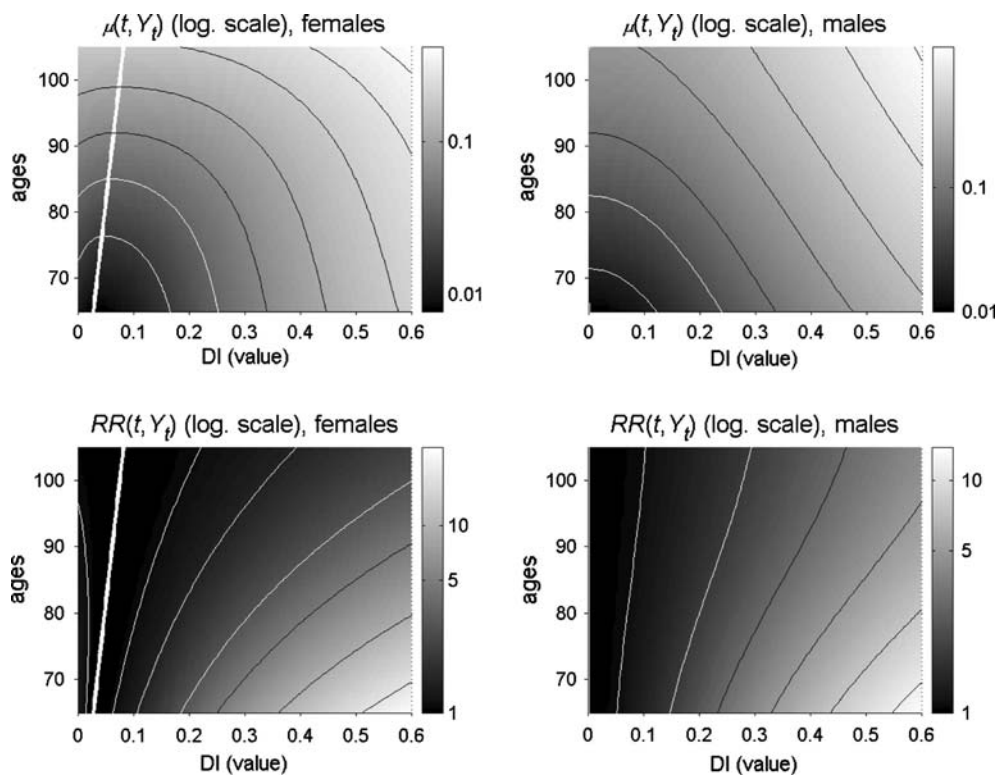 μ(t, Yt) (log. scale), females
100
90
80
70
ages
0 0.1 0.2 0.3 0.4 0.5 0.6
DI (value)
0.1
0.01
μ(t, Yt) (log. scale), males
100
90
80
70
ages
0 0.1 0.2 0.3 0.4 0.5 0.6
DI (value)
0.1
0.01
RR(t, Yt) (log. scale), females
100
90
80
70
ages
0 0.1 0.2 0.3 0.4 0.5 0.6
DI (value)
10
5
1
RR(t, Yt) (log. scale), males
100
90
80
70
ages
0 0.1 0.2 0.3 0.4 0.5 0.6
DI (value)
10
5
1